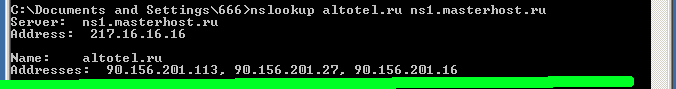 C:\Documents and Settings\666>nslookup altotel.ru ns1.masterhost.ru
Server:  ns1.masterhost.ru
Address:  217.16.16.16
Name:    altotel.ru
Addresses:  90.156.201.113, 90.156.201.27, 90.156.201.16